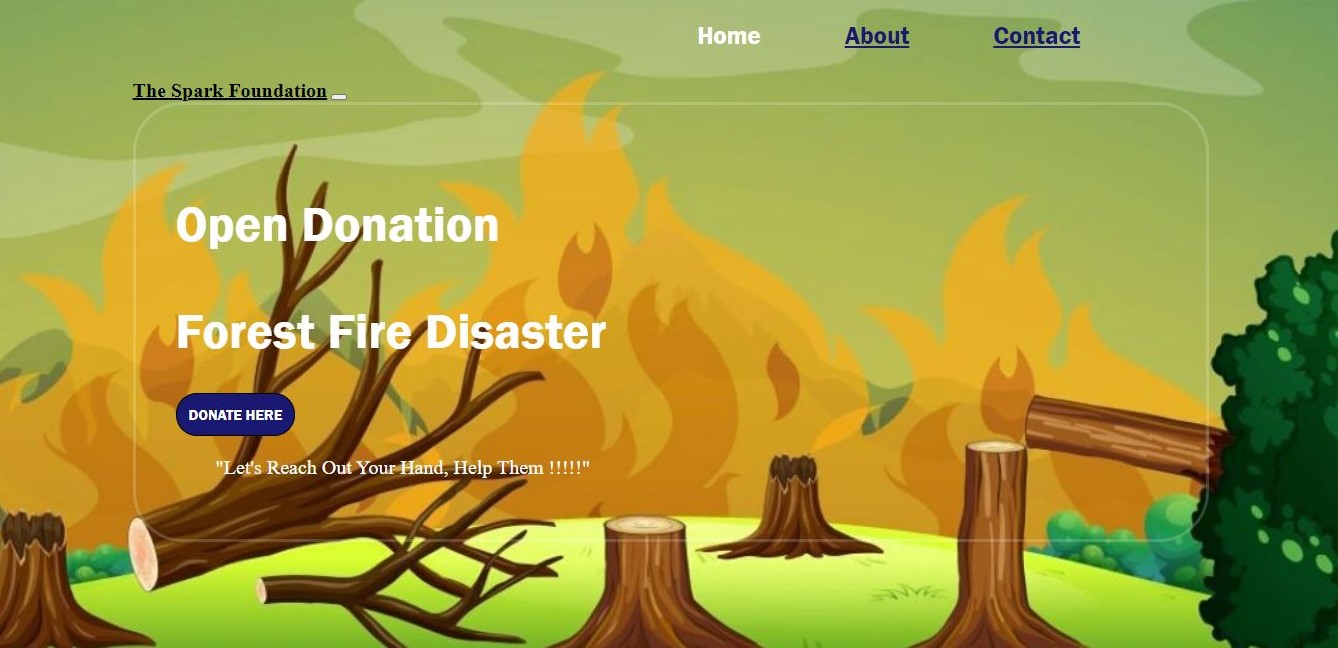 Home About Contact
The Spark Foundation
Open Donation
Forest Fire Disaster
DONATE HERE
"Let's Reach Out Your Hand, Help Them !!!!!"